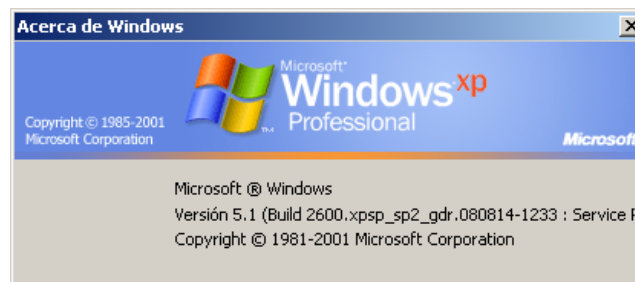 Acerca de Windows
Microsoft®
Windows xp
Professional
TM
Copyright © 1985-2001
Microsoft Corporation
Microsoft
Microsoft ® Windows
Versión 5.1 (Build 2600.xpsp_sp2_gdr.080814-1233 : Service P
Copyright © 1981-2001 Microsoft Corporation